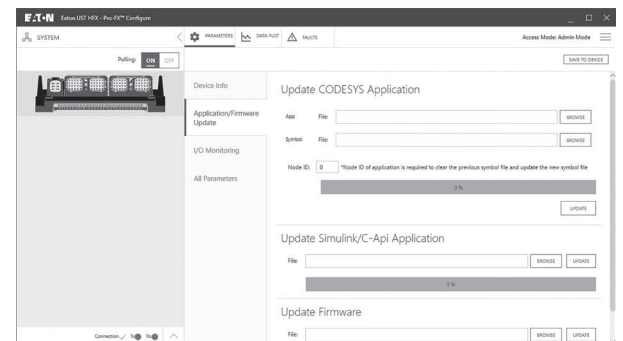 E·T•N Eaton UST HFX - Pro-FX™ Configure
SYSTEM
PARAMETERS
DATA PLOT
FAULTS
Access Mode: Admin Mode
Polling: ON OFF
SAVE TO DEVICE
Device Info
Application/Firmware
Update
I/O Monitoring
All Parameters
Update CODESYS Application
App File: BROWSE
Symbol File: BROWSE
Node ID: 0 *Node ID of application is required to clear the previous symbol file and update the new symbol file
0 %
UPDATE
Update Simulink/C-Api Application
File: BROWSE UPDATE
0 %
Update Firmware
File: BROWSE UPDATE
Connection Tx Rx